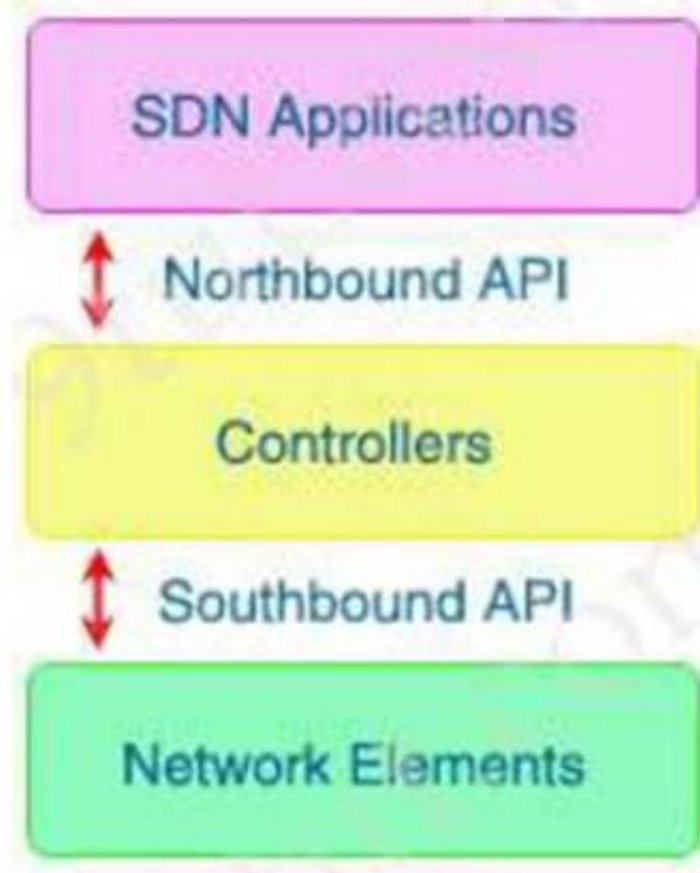 SDN Applications
Northbound API
Controllers
Southbound API
Network Elements